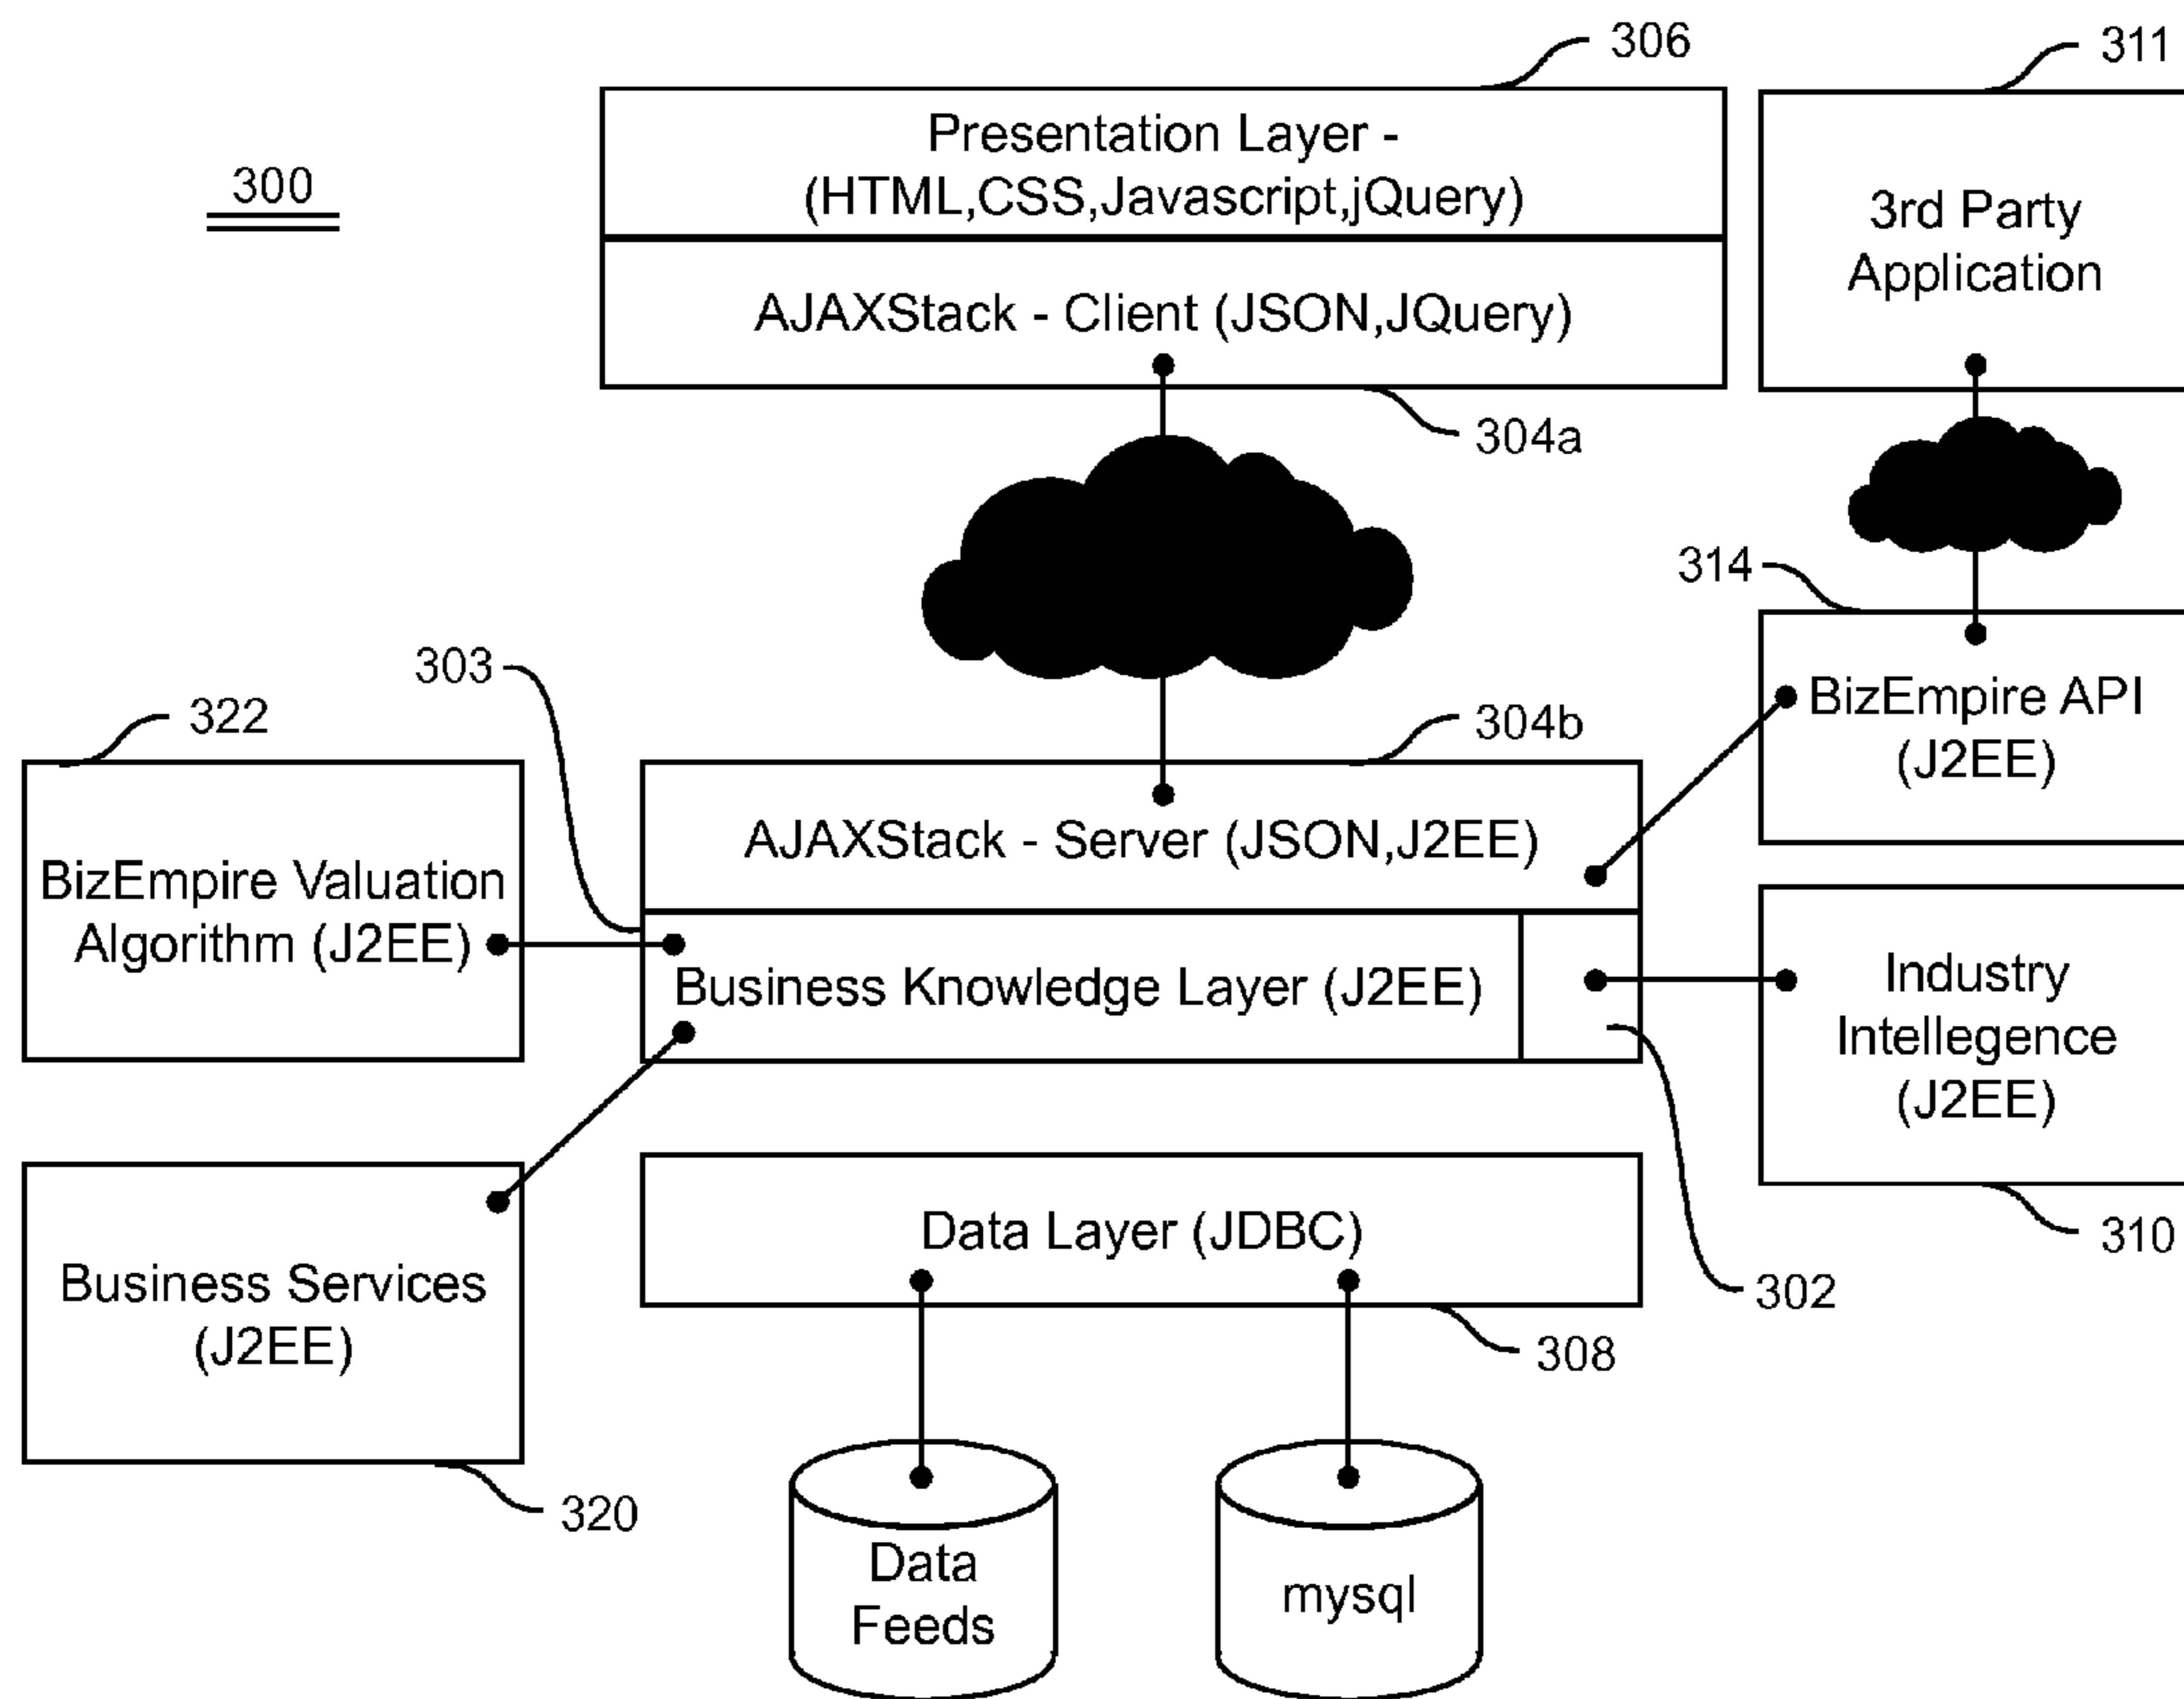 306
311
300
Presentation Layer -
(HTML,CSS,Javascript,jQuery)
3rd Party
Application
AJAXStack - Client (JSON,JQuery)
304a
314
303
322
304b
BizEmpire API
(J2EE)
AJAXStack - Server (JSON,J2EE)
BizEmpire Valuation
Algorithm (J2EE)
Business Knowledge Layer (J2EE)
Industry
Intellegence
(J2EE)
Data Layer (JDBC)
310
302
Business Services
(J2EE)
308
320
Data
Feeds
mysql